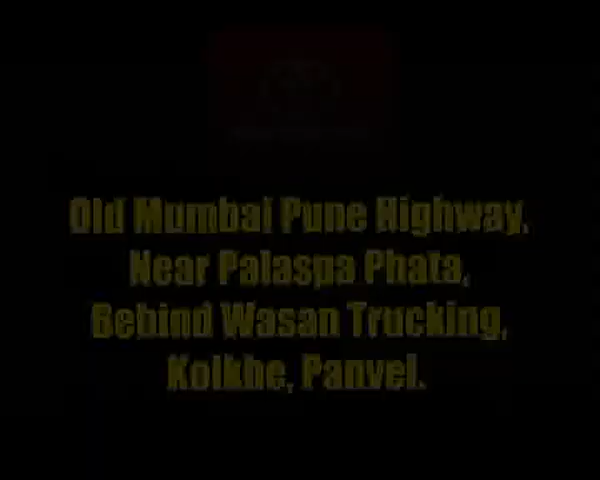 Old Mumbai Pune Highway,
Near Palaspa Phata,
Behind Wasan Trucking,
Kolkhe, Panvel.